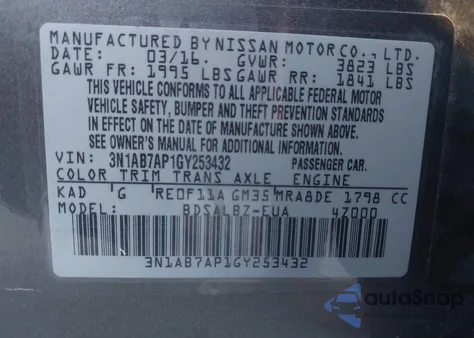 MANUFACTURED BY NISSAN MOTOR CO., LTD.
DATE: 03/16. GVWR: 3823 LBS
GAWR FR: 1995 LBS GAWR RR: 1841 LBS
THIS VEHICLE CONFORMS TO ALL APPLICABLE FEDERAL MOTOR
VEHICLE SAFETY, BUMPER AND THEFT PREVENTION STANDARDS
IN EFFECT ON THE DATE OF MANUFACTURE SHOWN ABOVE.
SEE OWNER'S MANUAL FOR ADDITIONAL INFORMATION.
VIN: 3N1AB7AP1GY253432 PASSENGER CAR.
COLOR TRIM TRANS AXLE ENGINE
KAD G RE0F11A GM35 MRA8DE 1798 CC
MODEL: BDSALBZ-EUA 4Z000
3N1AB7AP1GY253432
autoSnap